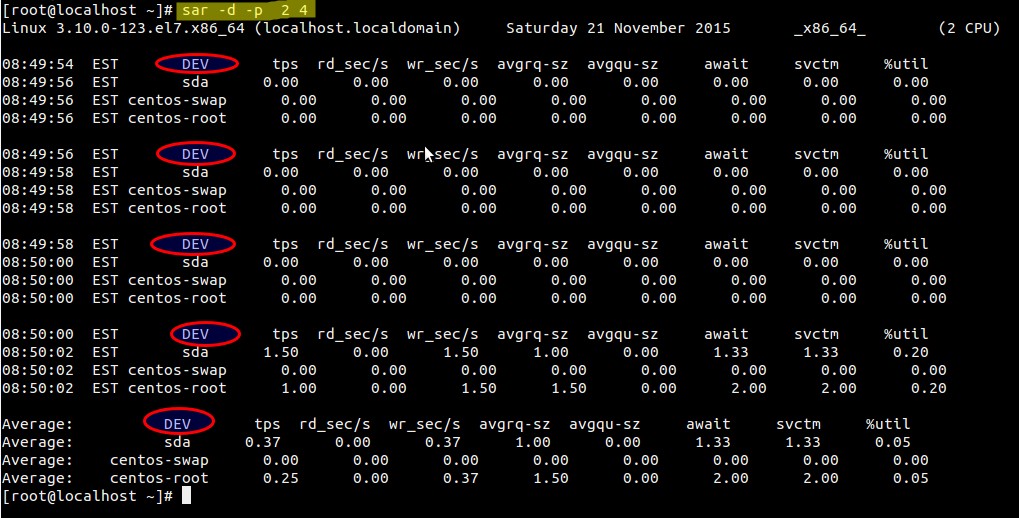 [root@localhost ~]# sar -d -p  2 4
Linux 3.10.0-123.el7.x86_64 (localhost.localdomain)     Saturday 21 November 2015       _x86_64_        (2 CPU)
08:49:54  EST       DEV       tps  rd_sec/s  wr_sec/s  avgrq-sz  avgqu-sz     await     svctm     %util
08:49:56  EST       sda      0.00      0.00      0.00      0.00      0.00      0.00      0.00      0.00
08:49:56  EST centos-swap      0.00      0.00      0.00      0.00      0.00      0.00      0.00      0.00
08:49:56  EST centos-root      0.00      0.00      0.00      0.00      0.00      0.00      0.00      0.00
08:49:56  EST       DEV       tps  rd_sec/s  wr_sec/s  avgrq-sz  avgqu-sz     await     svctm     %util
08:49:58  EST       sda      0.00      0.00      0.00      0.00      0.00      0.00      0.00      0.00
08:49:58  EST centos-swap      0.00      0.00      0.00      0.00      0.00      0.00      0.00      0.00
08:49:58  EST centos-root      0.00      0.00      0.00      0.00      0.00      0.00      0.00      0.00
08:49:58  EST       DEV       tps  rd_sec/s  wr_sec/s  avgrq-sz  avgqu-sz     await     svctm     %util
08:50:00  EST       sda      0.00      0.00      0.00      0.00      0.00      0.00      0.00      0.00
08:50:00  EST centos-swap      0.00      0.00      0.00      0.00      0.00      0.00      0.00      0.00
08:50:00  EST centos-root      0.00      0.00      0.00      0.00      0.00      0.00      0.00      0.00
08:50:00  EST       DEV       tps  rd_sec/s  wr_sec/s  avgrq-sz  avgqu-sz     await     svctm     %util
08:50:02  EST       sda      1.50      0.00      1.50      1.00      0.00      1.33      1.33      0.20
08:50:02  EST centos-swap      0.00      0.00      0.00      0.00      0.00      0.00      0.00      0.00
08:50:02  EST centos-root      1.00      0.00      1.50      1.50      0.00      2.00      2.00      0.20
Average:          DEV       tps  rd_sec/s  wr_sec/s  avgrq-sz  avgqu-sz     await     svctm     %util
Average:          sda      0.37      0.00      0.37      1.00      0.00      1.33      1.33      0.05
Average:    centos-swap      0.00      0.00      0.00      0.00      0.00      0.00      0.00      0.00
Average:    centos-root      0.25      0.00      0.37      1.50      0.00      2.00      2.00      0.05
[root@localhost ~]#